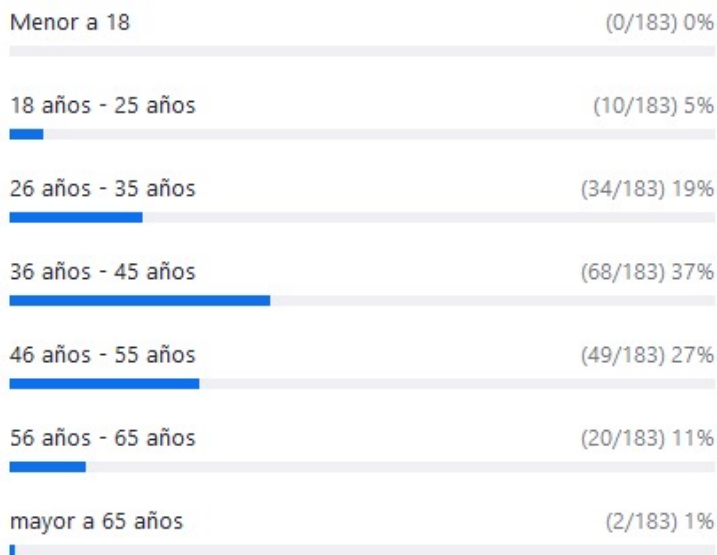 Menor a 18 (0/183) 0%
18 años - 25 años (10/183) 5%
26 años - 35 años (34/183) 19%
36 años - 45 años (68/183) 37%
46 años - 55 años (49/183) 27%
56 años - 65 años (20/183) 11%
mayor a 65 años (2/183) 1%